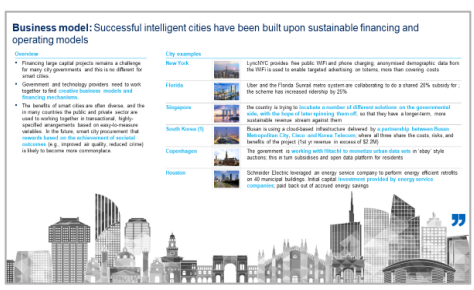 Business model: Successful intelligent cities have been built upon sustainable financing and
operating models
Overview
Financing large capital projects remains a challenge
for many city governments and this is no different for
smart cities
Government and technology providers need to work
together to find creative business models and
financing mechanisms.
The benefits of smart cities are often diverse, and the
in many countries the public and private sector are
used to working together in transactional, highly-
specified arrangements based on easy-to-measure
variables. In the future, smart city procurement that
rewards based on the achievement of societal
outcomes (e.g., improved air quality, reduced crime)
is likely to become more commonplace.
City examples
New York
LyncNYC provides free public WiFi and phone charging; anonymised demographic data from
the WiFi is used to enable targeted advertising on totems; more than covering costs
Florida
Uber and the Florida Sunrail metro system are collaborating to do a shared 20% subsidy for ;
the scheme has increased ridership by 25%
Singapore
the country is trying to incubate a number of different solutions on the governmental
side, with the hope of later spinning them off, so that they have a longer-term, more
sustainable revenue stream against them
South Korea (1)
Busan is using a cloud-based infrastructure delivered by a partnership between Busan
Metropolitan City, Cisco and Korea Telecom; where all three share the costs, risks, and
benefits of the project (1st yr revenue in excess of $2.2M)
Copenhagen
The government is working with Hitachi to monetize urban data sets in 'ebay' style
auctions; this in turn subsidises and open data platform for residents
Houston
Schneider Electric leveraged an energy service company to perform energy efficient retrofits
on 40 municipal buildings. Initial capital investment provided by energy service
companies; paid back out of accrued energy savings